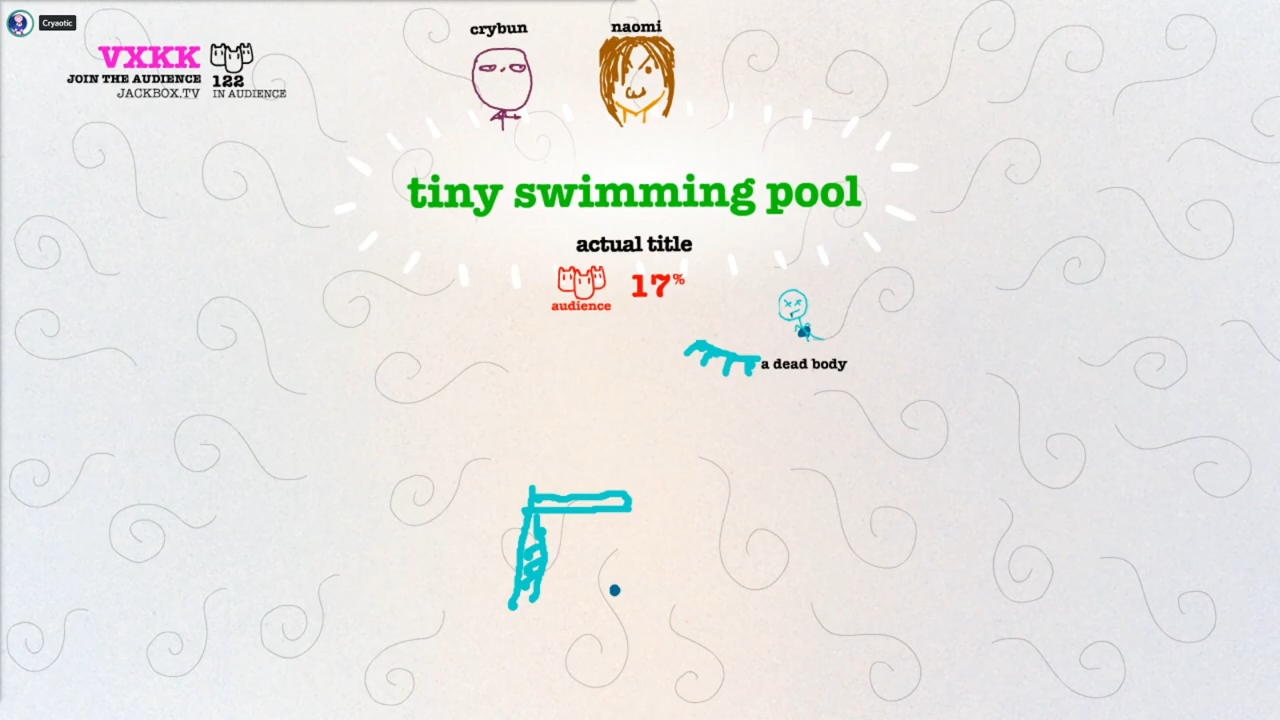 Cryaotic
crybun
naomi
VXKK
JOIN THE AUDIENCE
JACKBOX.TV
122
IN AUDIENCE
tiny swimming pool
actual title
audience
17%
a dead body